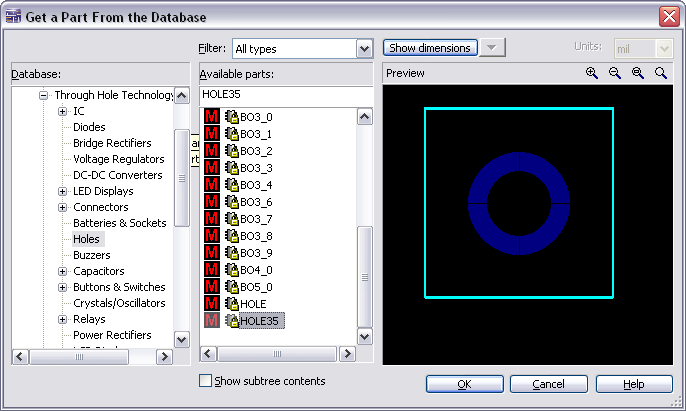 Get a Part From the Database
Filter: All types
Show dimensions
Units: mil
Database:
Available parts:
Preview
HOLE35
Through Hole Technology
IC
Diodes
Bridge Rectifiers
Voltage Regulators
DC-DC Converters
LED Displays
Connectors
Batteries & Sockets
Holes
Buzzers
Capacitors
Buttons & Switches
Crystals/Oscillators
Relays
Power Rectifiers
M BO3_0
M BO3_1
M BO3_2
M BO3_3
M BO3_4
M BO3_6
M BO3_7
M BO3_8
M BO3_9
M BO4_0
M BO5_0
M HOLE
M HOLE35
Show subtree contents
OK
Cancel
Help